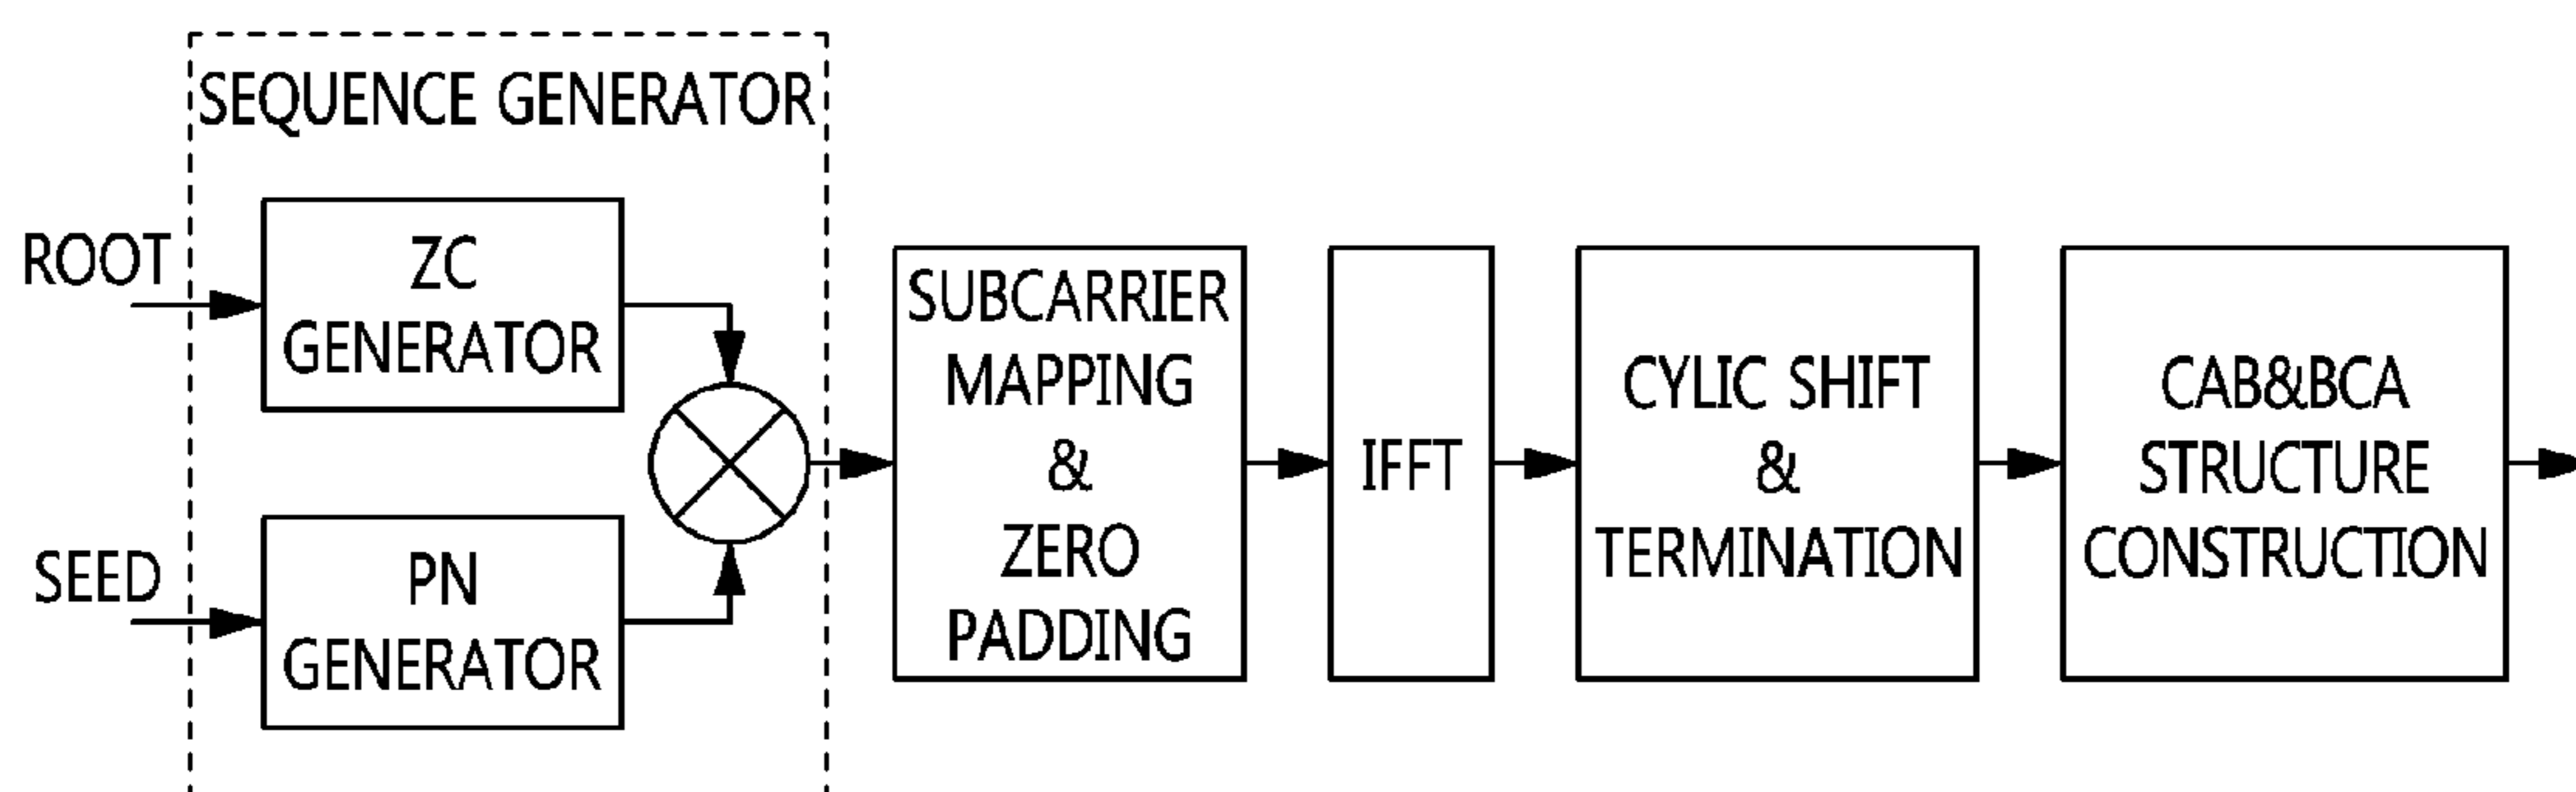 SEQUENCE GENERATOR
ROOT
ZC
GENERATOR
SEED
PN
GENERATOR
SUBCARRIER
MAPPING
&
ZERO
PADDING
IFFT
CYLIC SHIFT
&
TERMINATION
CAB&BCA
STRUCTURE
CONSTRUCTION